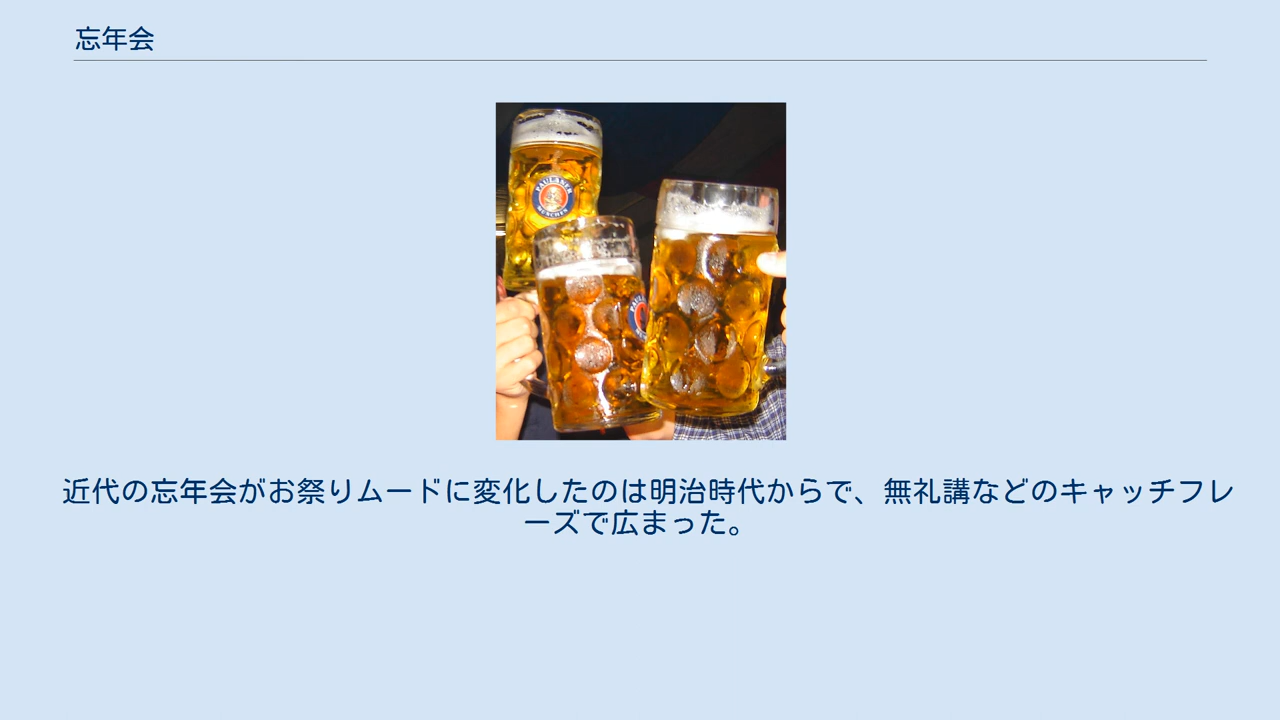 忘年会
PAULANER
MÜNCHEN
近代の忘年会がお祭りムードに変化したのは明治時代からで、無礼講などのキャッチフレ
ーズで広まった。